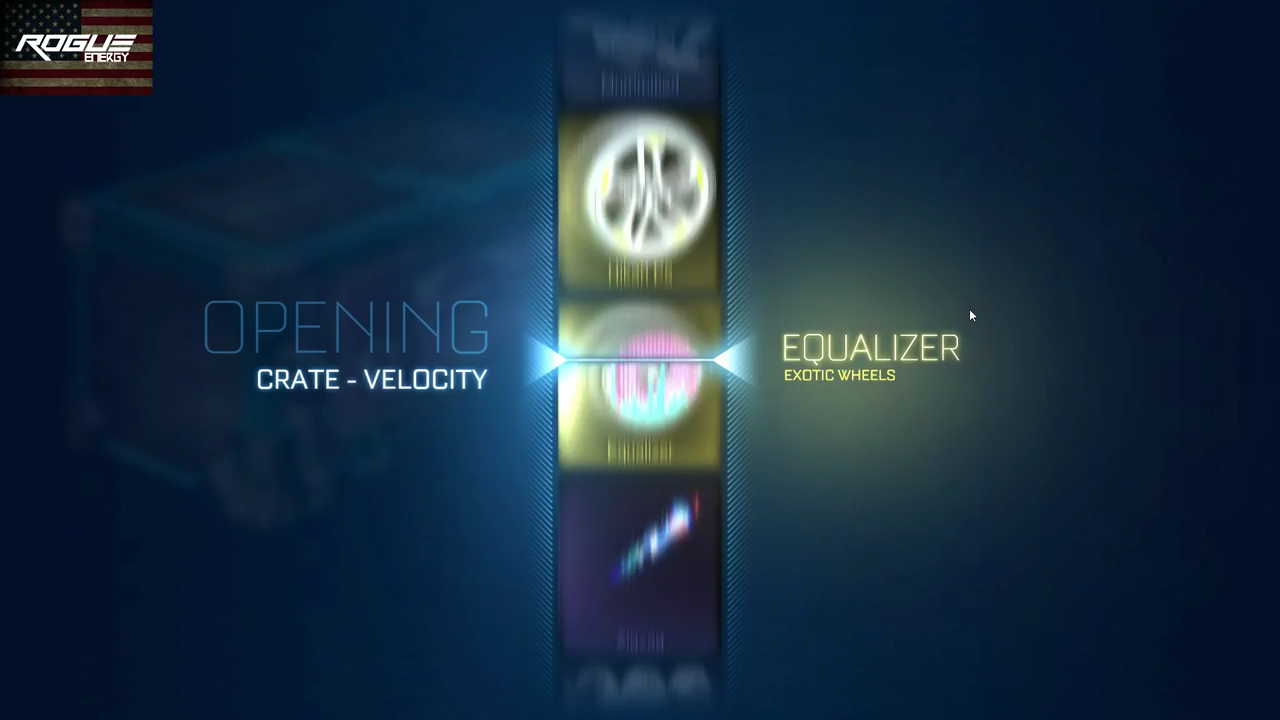 ROGUE
ENERGY
OPENING
CRATE - VELOCITY
EQUALIZER
EXOTIC WHEELS